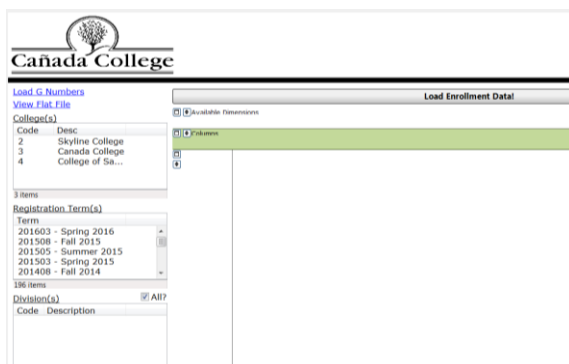 Cañada College
Load G Numbers
View Flat File
Load Enrollment Data!
Available Dimensions
College(s)
Code Desc
2 Skyline College
3 Canada College
4 College of Sa...
3 items
Columns
Registration Term(s)
Term
201603 - Spring 2016
201508 - Fall 2015
201505 - Summer 2015
201503 - Spring 2015
201408 - Fall 2014
196 items
Division(s) All?
Code Description